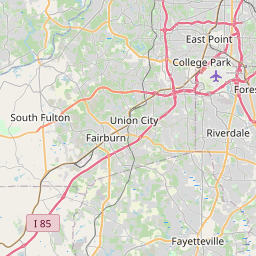 East Point
College Park
Fores
South Fulton
Union City
Riverdale
Fairburn
I 85
Fayetteville